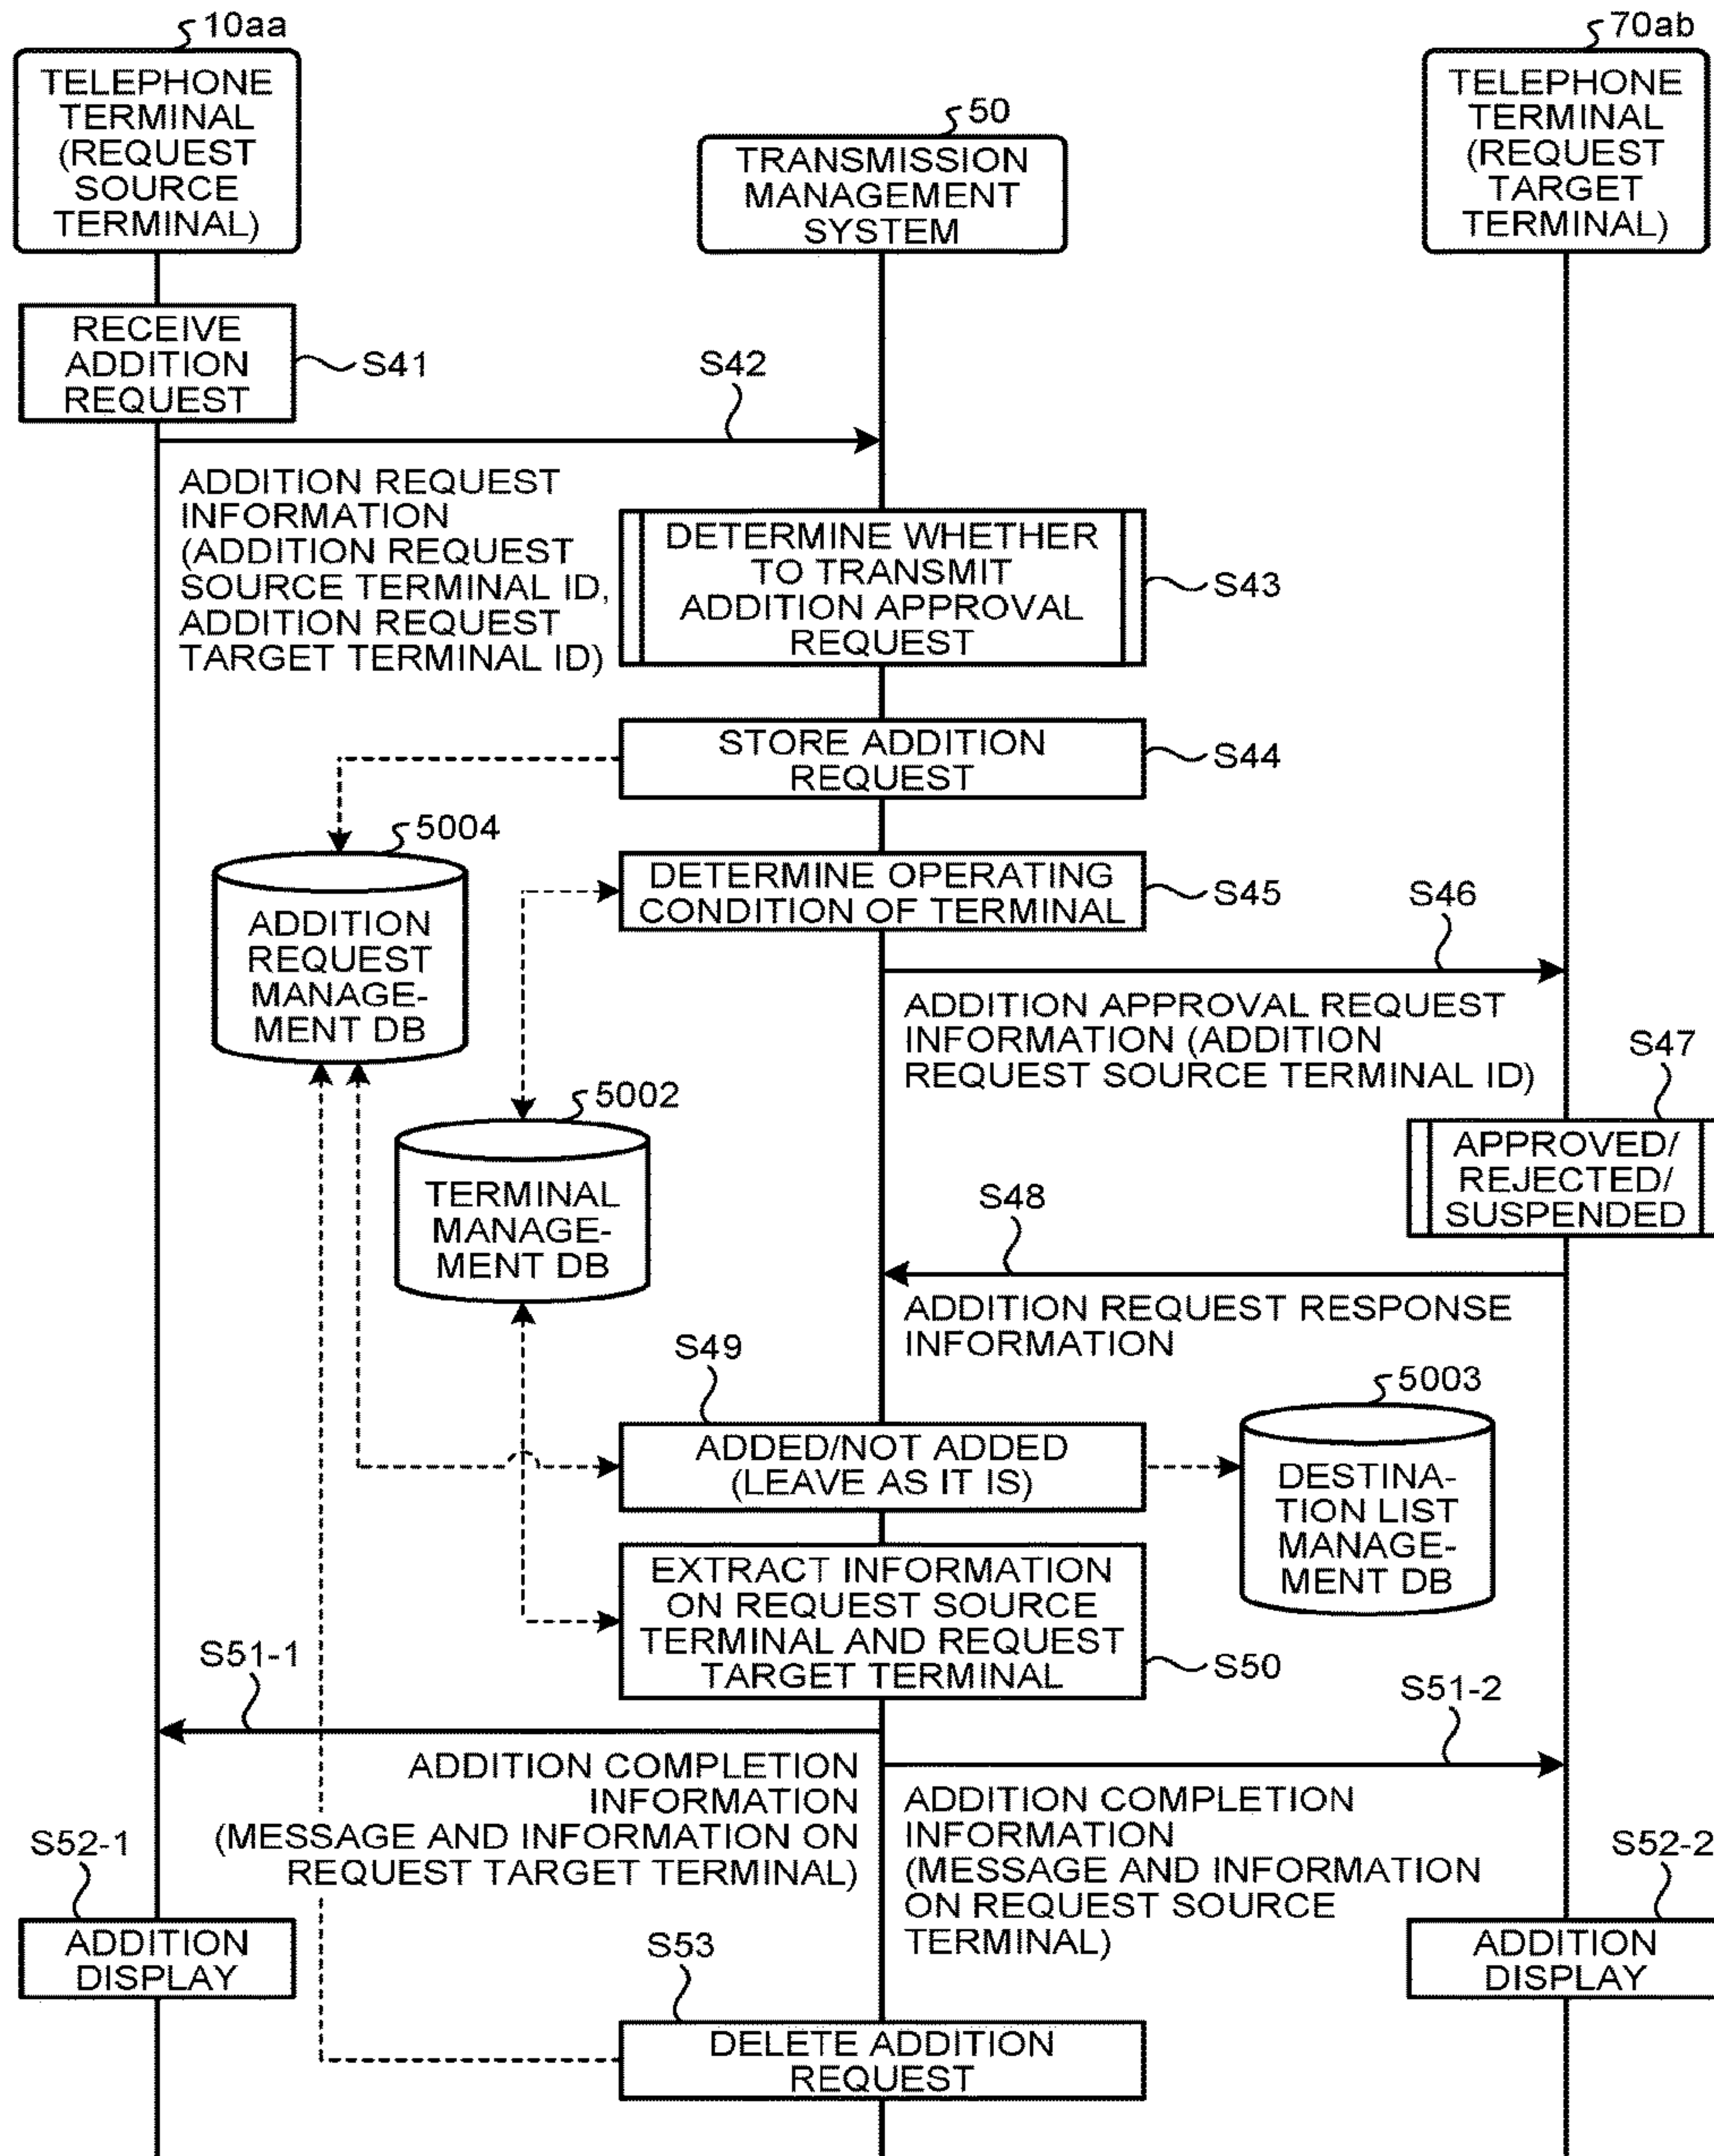 10aa
TELEPHONE
TERMINAL
(REQUEST
SOURCE
TERMINAL)
50
TRANSMISSION
MANAGEMENT
SYSTEM
70ab
TELEPHONE
TERMINAL
(REQUEST
TARGET
TERMINAL)
RECEIVE
ADDITION
REQUEST
S41
S42
ADDITION REQUEST
INFORMATION
(ADDITION REQUEST
SOURCE TERMINAL ID,
ADDITION REQUEST
TARGET TERMINAL ID)
DETERMINE WHETHER
TO TRANSMIT
ADDITION APPROVAL
REQUEST
S43
STORE ADDITION
REQUEST
S44
5004
ADDITION
REQUEST
MANAGE-
MENT DB
DETERMINE OPERATING
CONDITION OF TERMINAL
S45
S46
ADDITION APPROVAL REQUEST
INFORMATION (ADDITION
REQUEST SOURCE TERMINAL ID)
S47
5002
TERMINAL
MANAGE-
MENT DB
APPROVED/
REJECTED/
SUSPENDED
S48
ADDITION REQUEST RESPONSE
INFORMATION
S49
ADDED/NOT ADDED
(LEAVE AS IT IS)
5003
DESTINA-
TION LIST
MANAGE-
MENT DB
EXTRACT INFORMATION
ON REQUEST SOURCE
TERMINAL AND REQUEST
TARGET TERMINAL
S50
S51-1
S51-2
ADDITION COMPLETION
INFORMATION
(MESSAGE AND INFORMATION ON
REQUEST TARGET TERMINAL)
ADDITION COMPLETION
INFORMATION
(MESSAGE AND INFORMATION
ON REQUEST SOURCE
TERMINAL)
S52-1
ADDITION
DISPLAY
S52-2
ADDITION
DISPLAY
S53
DELETE ADDITION
REQUEST